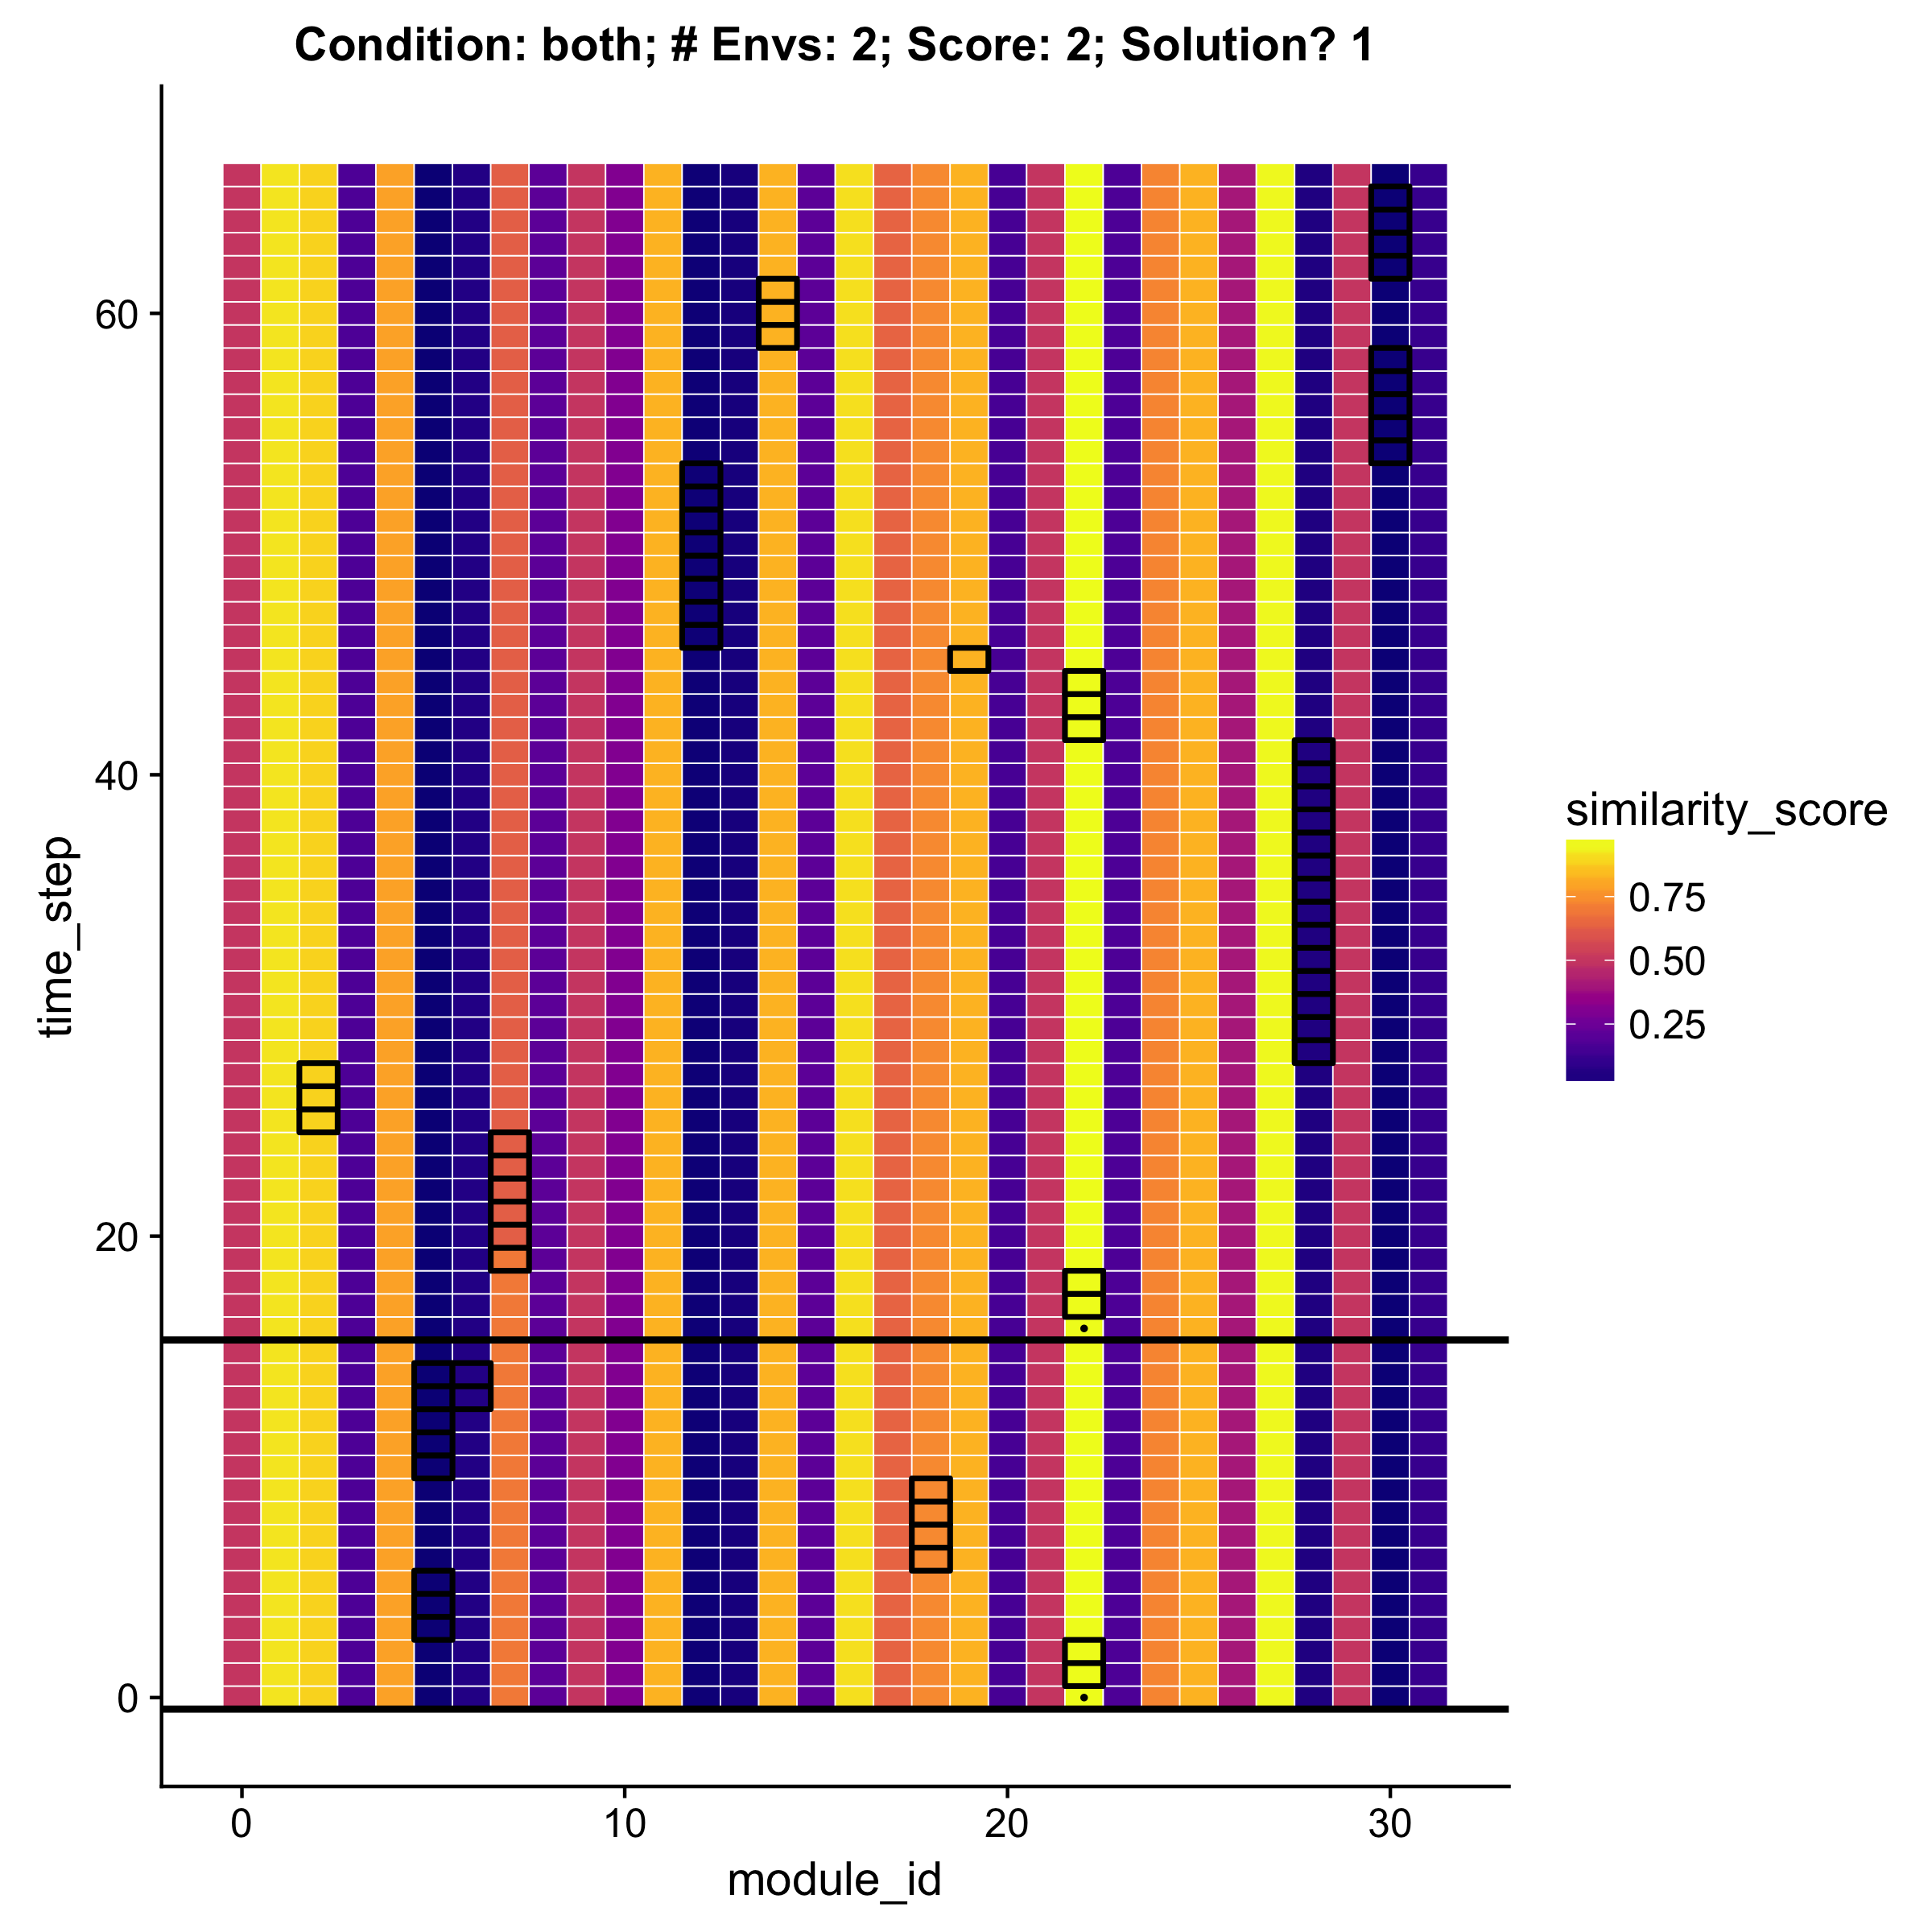 Condition: both; # Envs: 2; Score: 2; Solution? 1
60
40
20
0
time_step
0 10 20 30
module_id
similarity_score
0.75
0.50
0.25